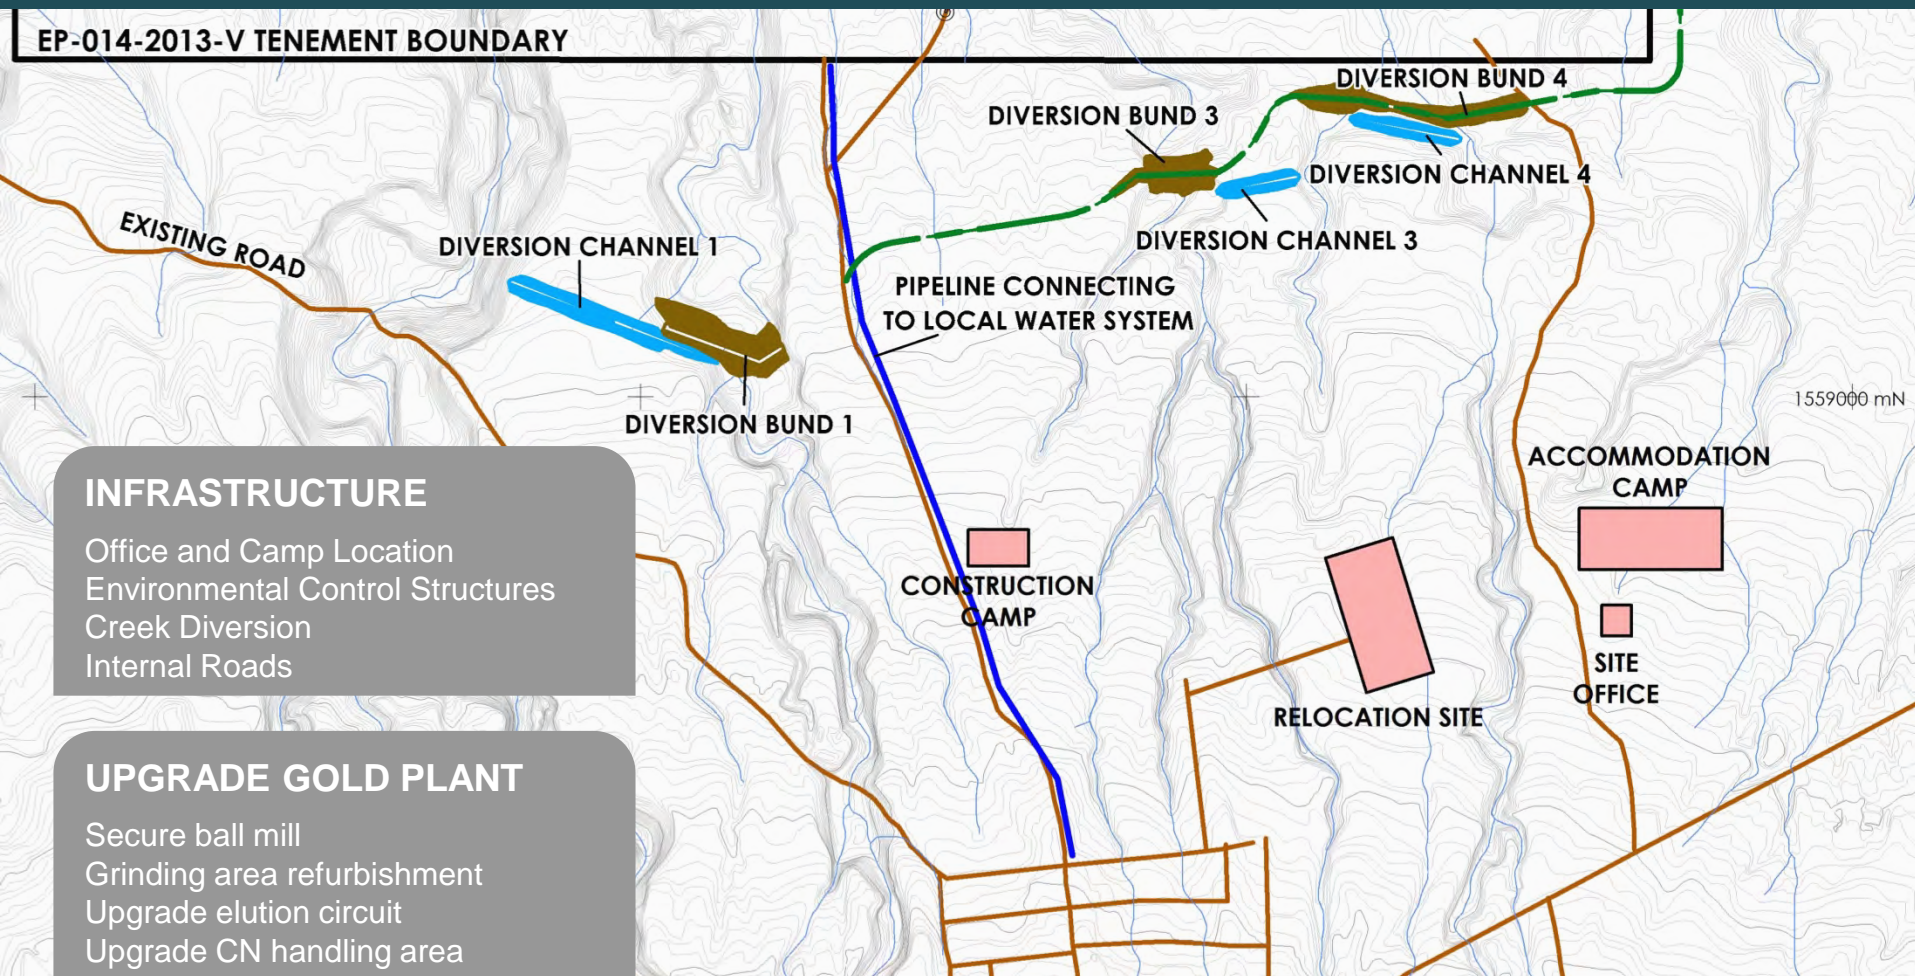 EP-014-2013-V TENEMENT BOUNDARY
DIVERSION BUND 4
DIVERSION BUND 3
DIVERSION CHANNEL 4
EXISTING ROAD
DIVERSION CHANNEL 1
DIVERSION CHANNEL 3
PIPELINE CONNECTING
TO LOCAL WATER SYSTEM
1559000 mN
DIVERSION BUND 1
ACCOMMODATION
CAMP
INFRASTRUCTURE
Office and Camp Location
Environmental Control Structures
Creek Diversion
Internal Roads
CONSTRUCTION
CAMP
SITE
OFFICE
RELOCATION SITE
UPGRADE GOLD PLANT
Secure ball mill
Grinding area refurbishment
Upgrade elution circuit
Upgrade CN handling area